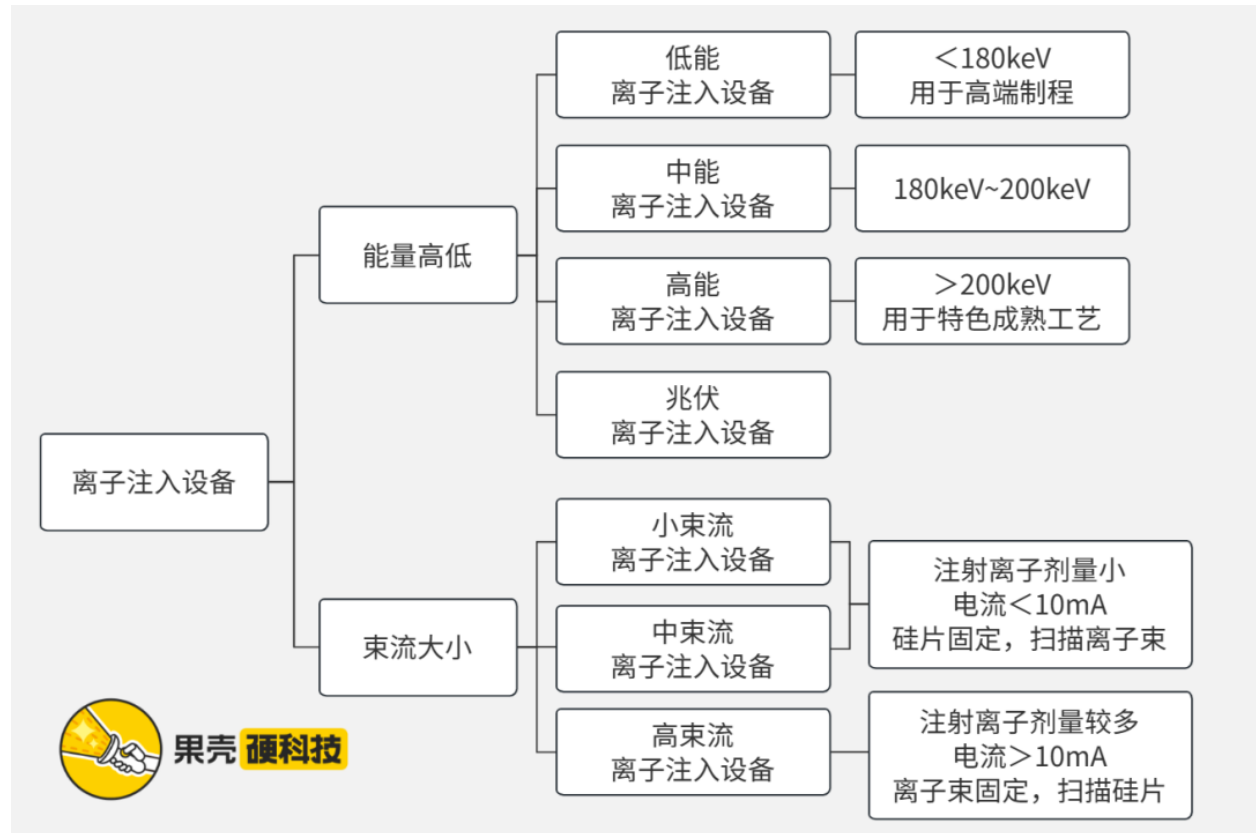 低能
离子注入设备
＜180keV
用于高端制程
中能
离子注入设备
180keV~200keV
能量高低
高能
离子注入设备
＞200keV
用于特色成熟工艺
兆伏
离子注入设备
离子注入设备
小束流
离子注入设备
注射离子剂量小
电流＜10mA
硅片固定，扫描离子束
束流大小
中束流
离子注入设备
高束流
离子注入设备
注射离子剂量较多
电流＞10mA
离子束固定，扫描硅片
果壳 硬科技